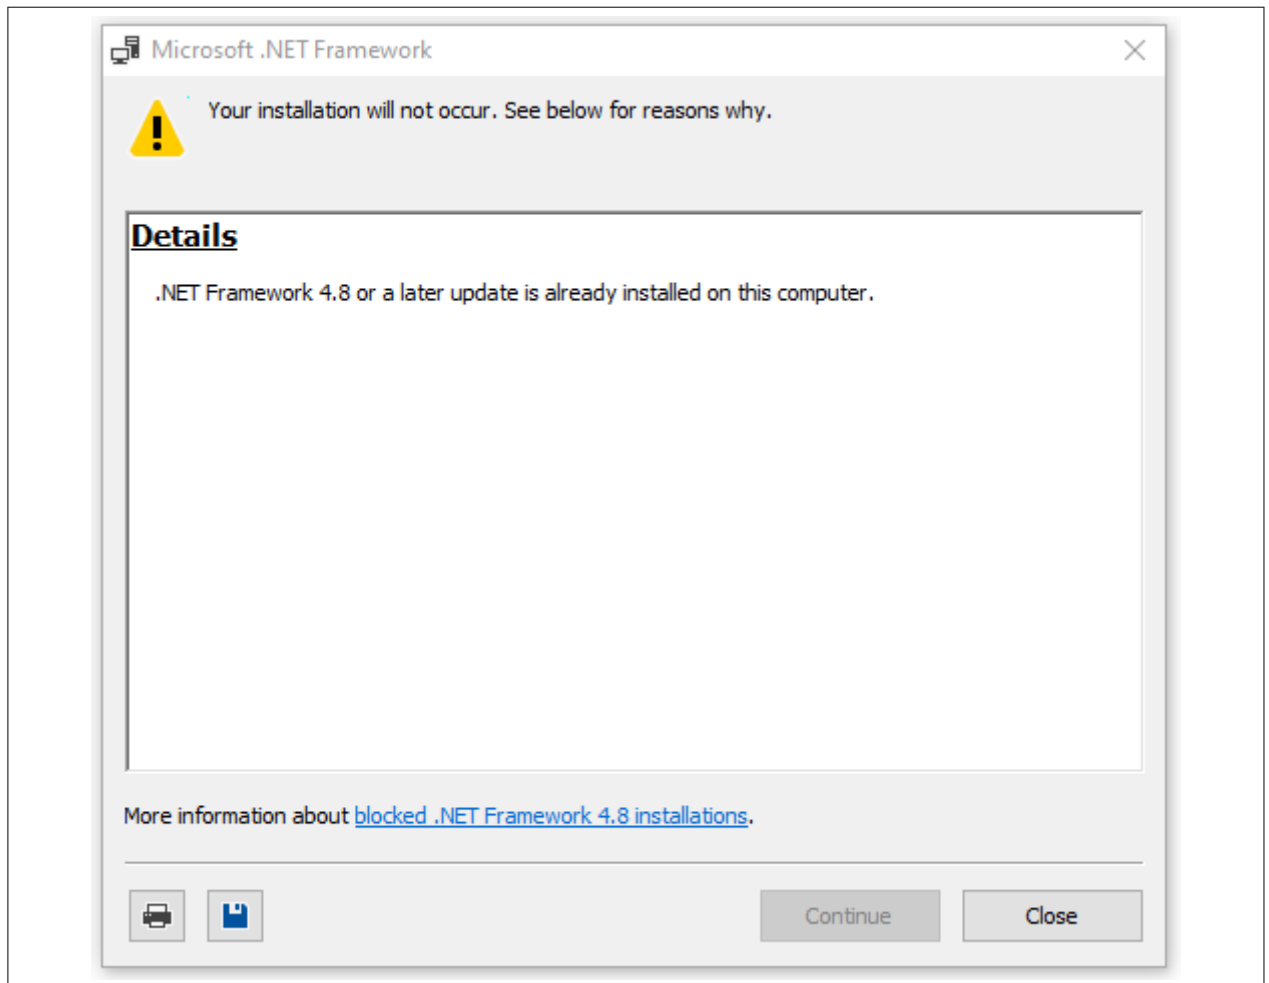 Microsoft .NET Framework
Your installation will not occur. See below for reasons why.
Details
.NET Framework 4.8 or a later update is already installed on this computer.
More information about blocked .NET Framework 4.8 installations.
Continue
Close